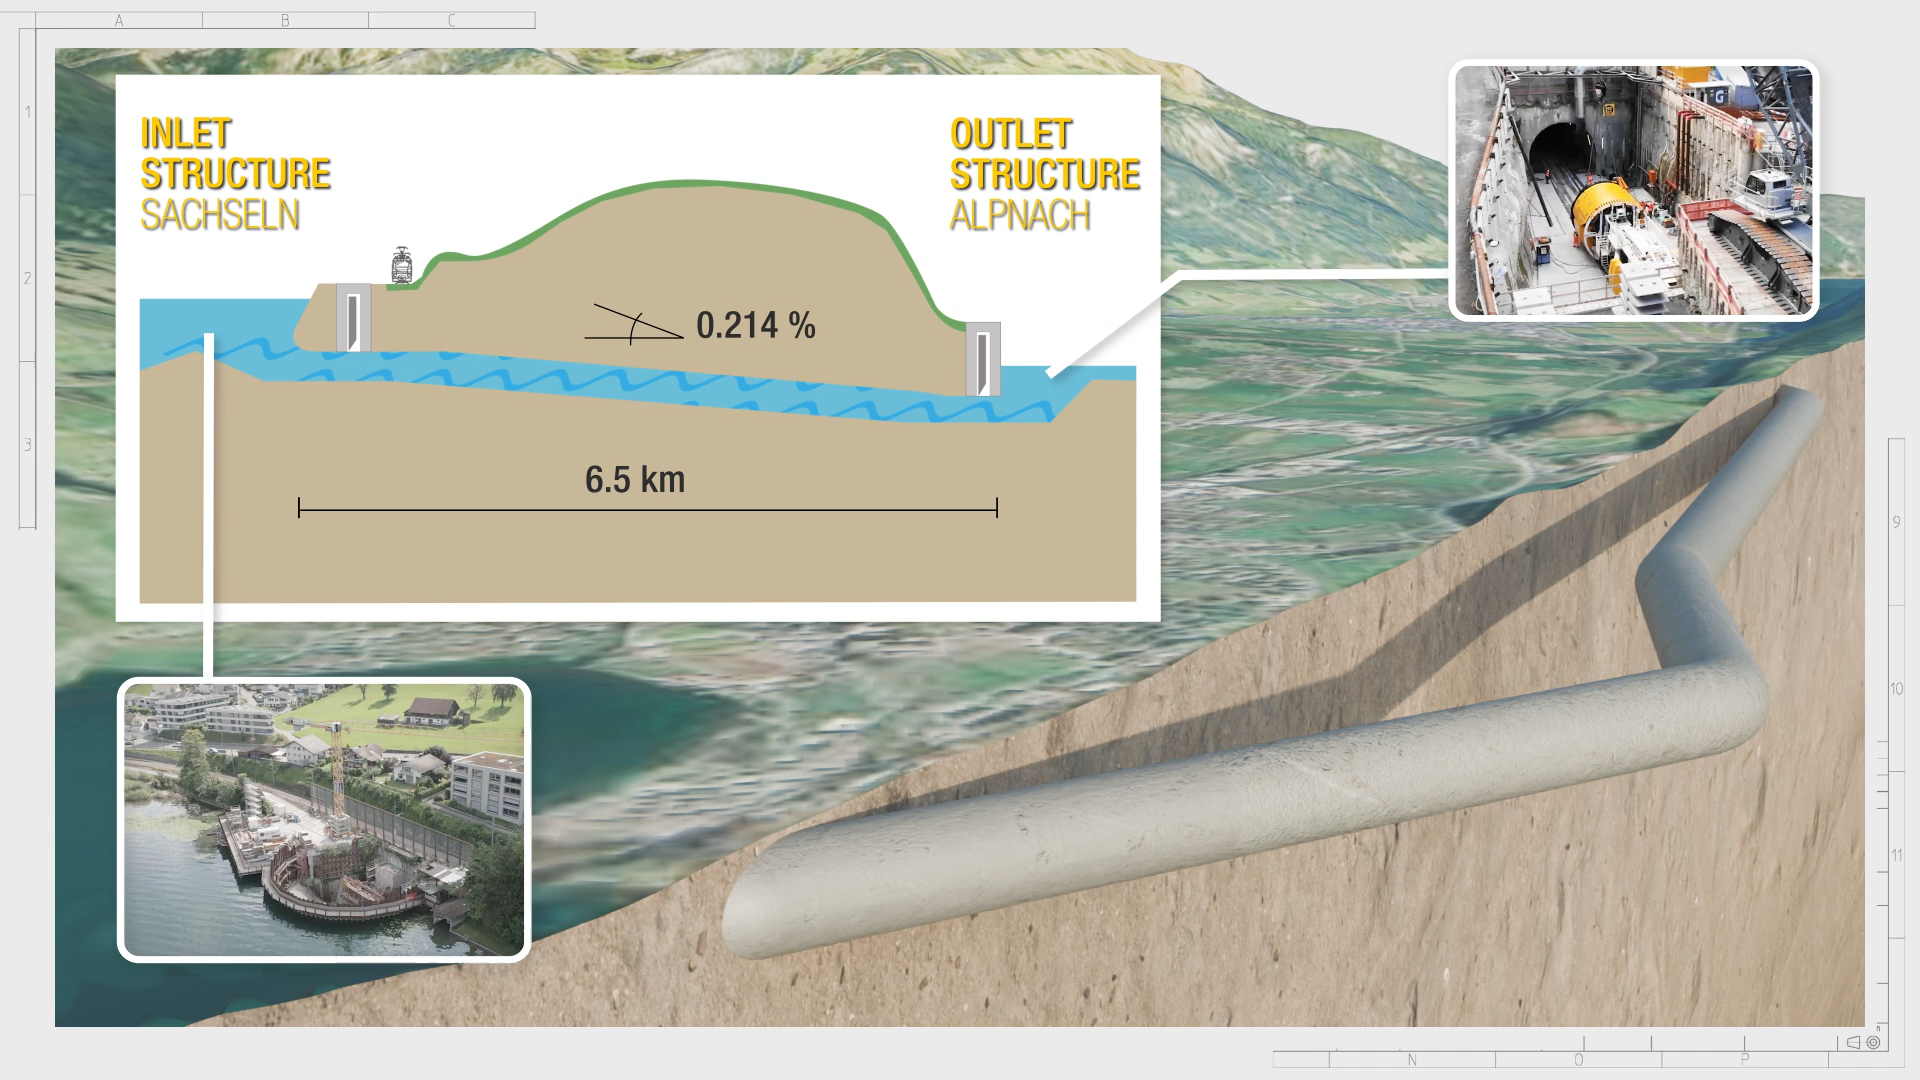 A
B
C
1
2
3
INLET
STRUCTURE
SACHSELN
OUTLET
STRUCTURE
ALPNACH
0.214 %
6.5 km
G
9
10
11
N
O
P